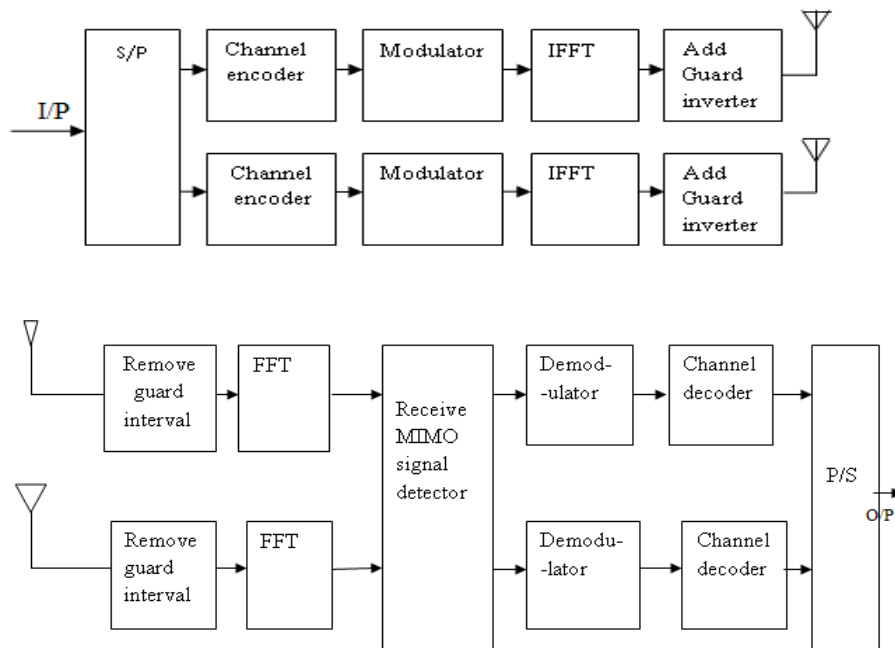 I/P
S/P
Channel
encoder
Modulator
IFFT
Add
Guard
inverter
Channel
encoder
Modulator
IFFT
Add
Guard
inverter
Remove
guard
interval
FFT
Receive
MIMO
signal
detector
Demod-
-ulator
Channel
decoder
P/S
O/P
Remove
guard
interval
FFT
Demodu-
-lator
Channel
decoder